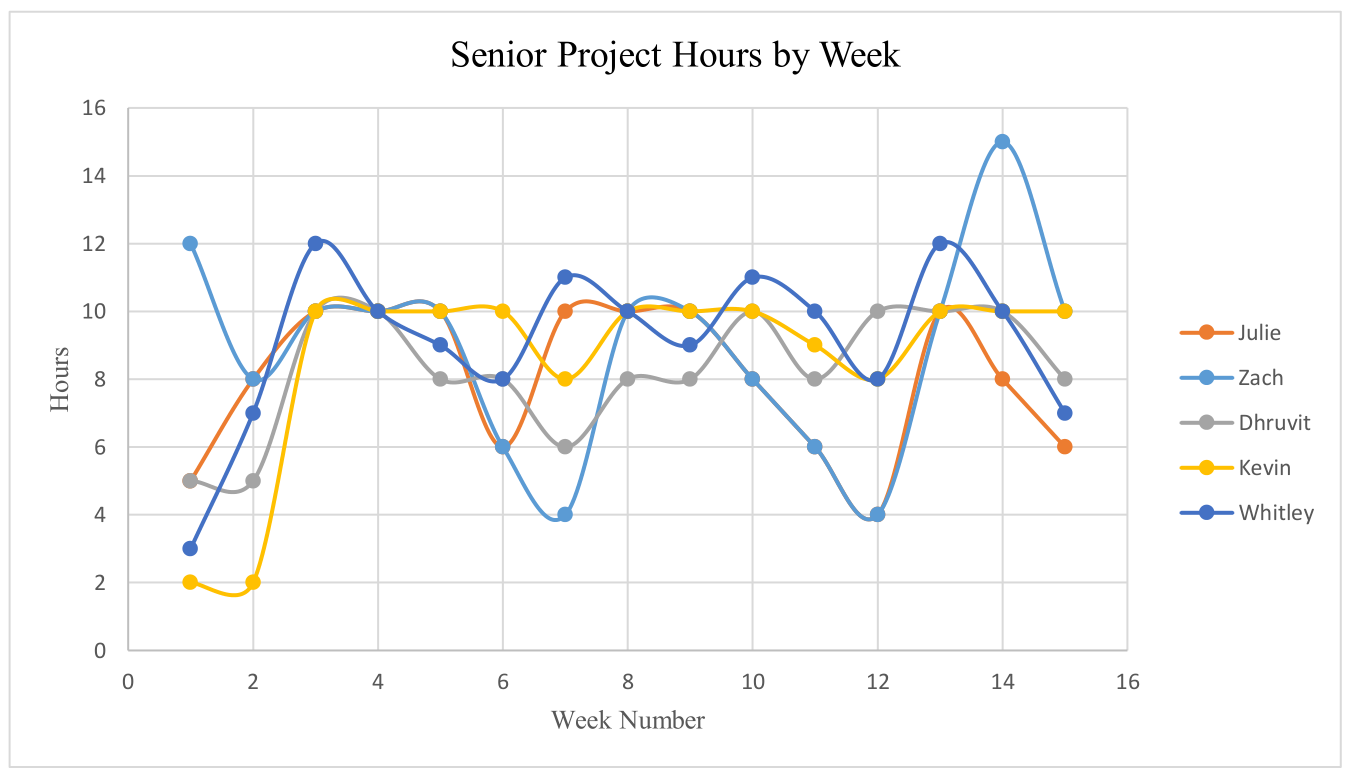 Senior Project Hours by Week
16
14
12
10
8
6
4
2
0
Hours
0 2 4 6 8 10 12 14 16
Week Number
Julie
Zach
Dhruvit
Kevin
Whitley